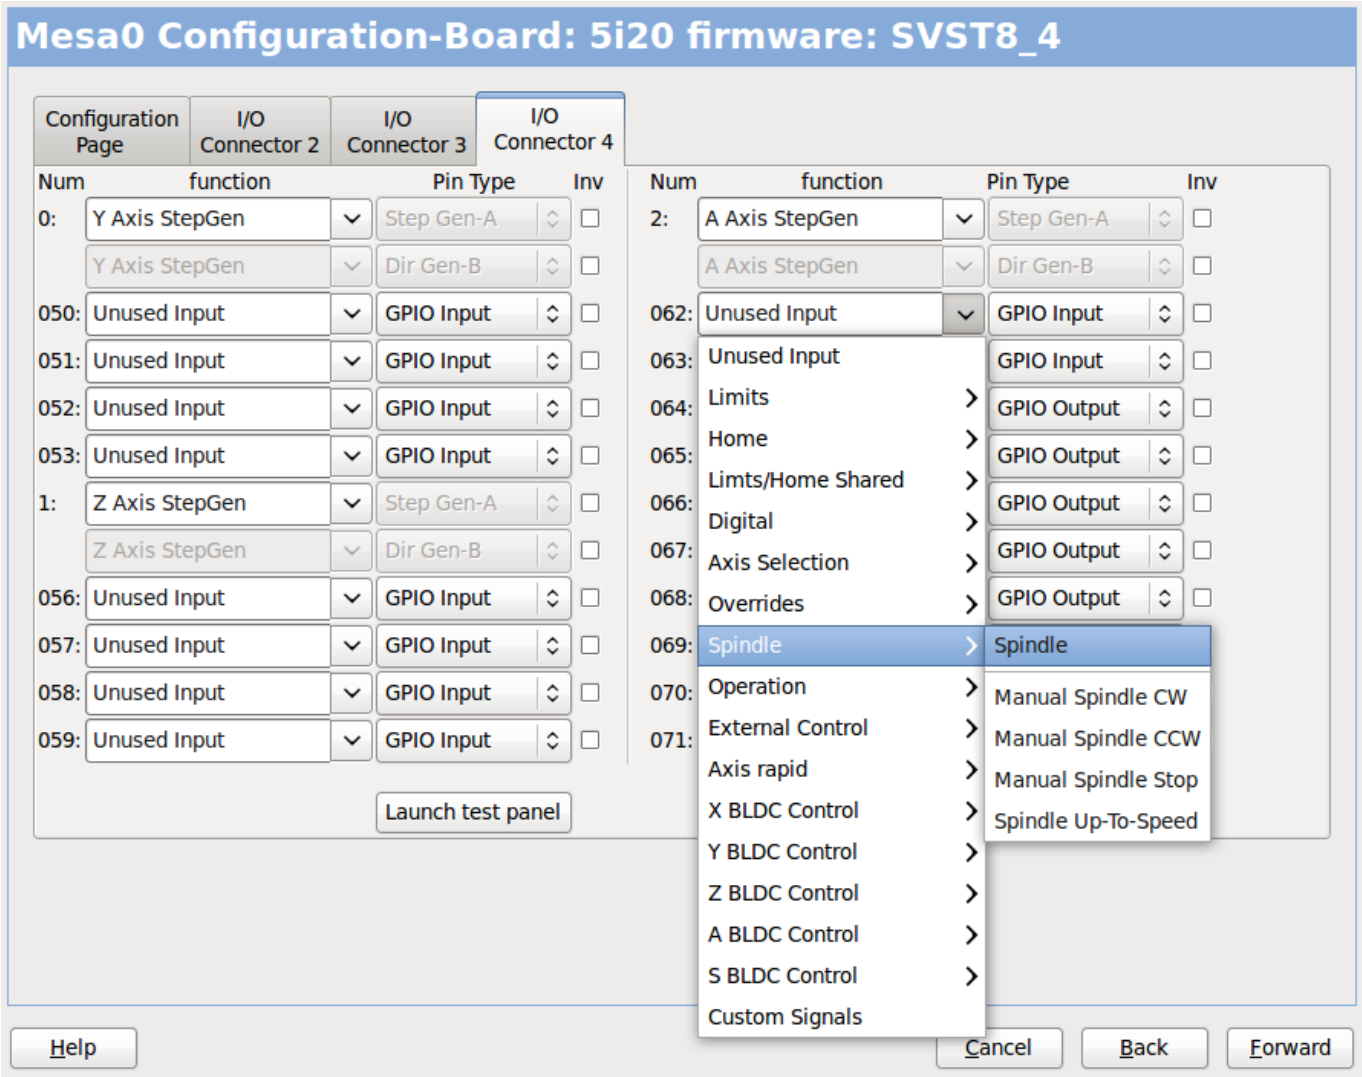 Mesa0 Configuration-Board: 5i20 firmware: SVST8_4
Configuration Page
I/O Connector 2
I/O Connector 3
I/O Connector 4
Num function Pin Type Inv Num function Pin Type Inv
0: Y Axis StepGen Step Gen-A 2: A Axis StepGen Step Gen-A
Y Axis StepGen Dir Gen-B A Axis StepGen Dir Gen-B
050: Unused Input GPIO Input 062: Unused Input GPIO Input
051: Unused Input GPIO Input 063: GPIO Input
052: Unused Input GPIO Input 064: GPIO Output
053: Unused Input GPIO Input 065: GPIO Output
1: Z Axis StepGen Step Gen-A 066: GPIO Output
Z Axis StepGen Dir Gen-B 067: GPIO Output
056: Unused Input GPIO Input 068: GPIO Output
057: Unused Input GPIO Input 069:
058: Unused Input GPIO Input 070:
059: Unused Input GPIO Input 071:
Launch test panel
Unused Input
Limits
Home
Limts/Home Shared
Digital
Axis Selection
Overrides
Spindle
Operation
External Control
Axis rapid
X BLDC Control
Y BLDC Control
Z BLDC Control
A BLDC Control
S BLDC Control
Custom Signals
Spindle
Manual Spindle CW
Manual Spindle CCW
Manual Spindle Stop
Spindle Up-To-Speed
Help Cancel Back Forward